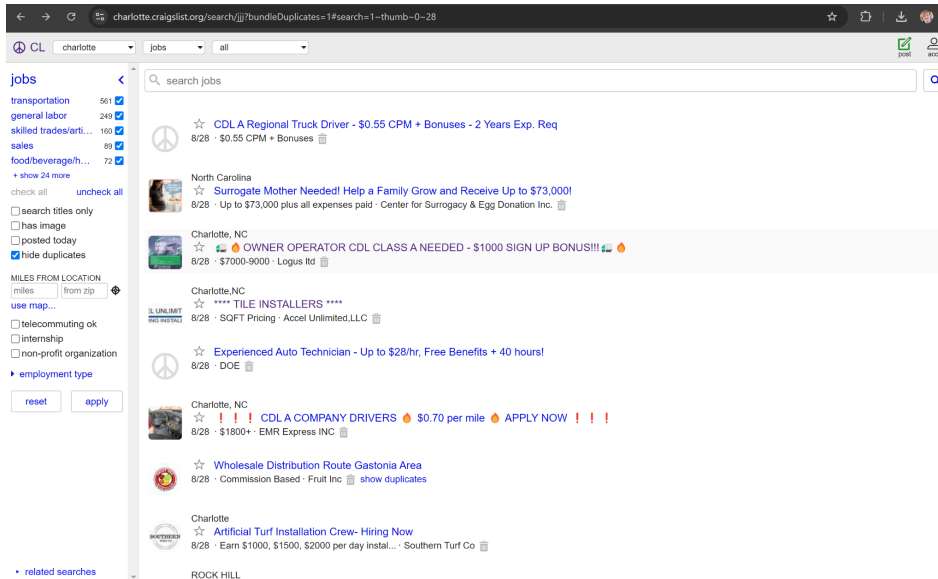 charlotte.craigslist.org/search/jjj?bundleDuplicates=1#search=1~thumb~0~28
CL charlotte jobs all
post
acc
jobs
transportation 561
general labor 249
skilled trades/arti... 160
sales 89
food/beverage/h... 72
+ show 24 more
check all uncheck all
search titles only
has image
posted today
hide duplicates
MILES FROM LOCATION
miles from zip
use map...
telecommuting ok
internship
non-profit organization
employment type
reset apply
related searches
search jobs
CDL A Regional Truck Driver - $0.55 CPM + Bonuses - 2 Years Exp. Req
8/28 · $0.55 CPM + Bonuses
North Carolina
Surrogate Mother Needed! Help a Family Grow and Receive Up to $73,000!
8/28 · Up to $73,000 plus all expenses paid · Center for Surrogacy & Egg Donation Inc.
Charlotte, NC
🚛 🔥 OWNER OPERATOR CDL CLASS A NEEDED - $1000 SIGN UP BONUS!!! 🚛 🔥
8/28 · $7000-9000 · Logus ltd
Charlotte,NC
**** TILE INSTALLERS ****
8/28 · SQFT Pricing · Accel Unlimited,LLC
EL UNLIMIT
ING INSTALL
Experienced Auto Technician - Up to $28/hr, Free Benefits + 40 hours!
8/28 · DOE
Charlotte, NC
❗ ❗ ❗ CDL A COMPANY DRIVERS 🔥 $0.70 per mile 🔥 APPLY NOW ❗ ❗ ❗
8/28 · $1800+ · EMR Express INC
Wholesale Distribution Route Gastonia Area
8/28 · Commission Based · Fruit Inc show duplicates
Charlotte
Artificial Turf Installation Crew- Hiring Now
8/28 · Earn $1000, $1500, $2000 per day instal... · Southern Turf Co
SOUTHERN
ROCK HILL